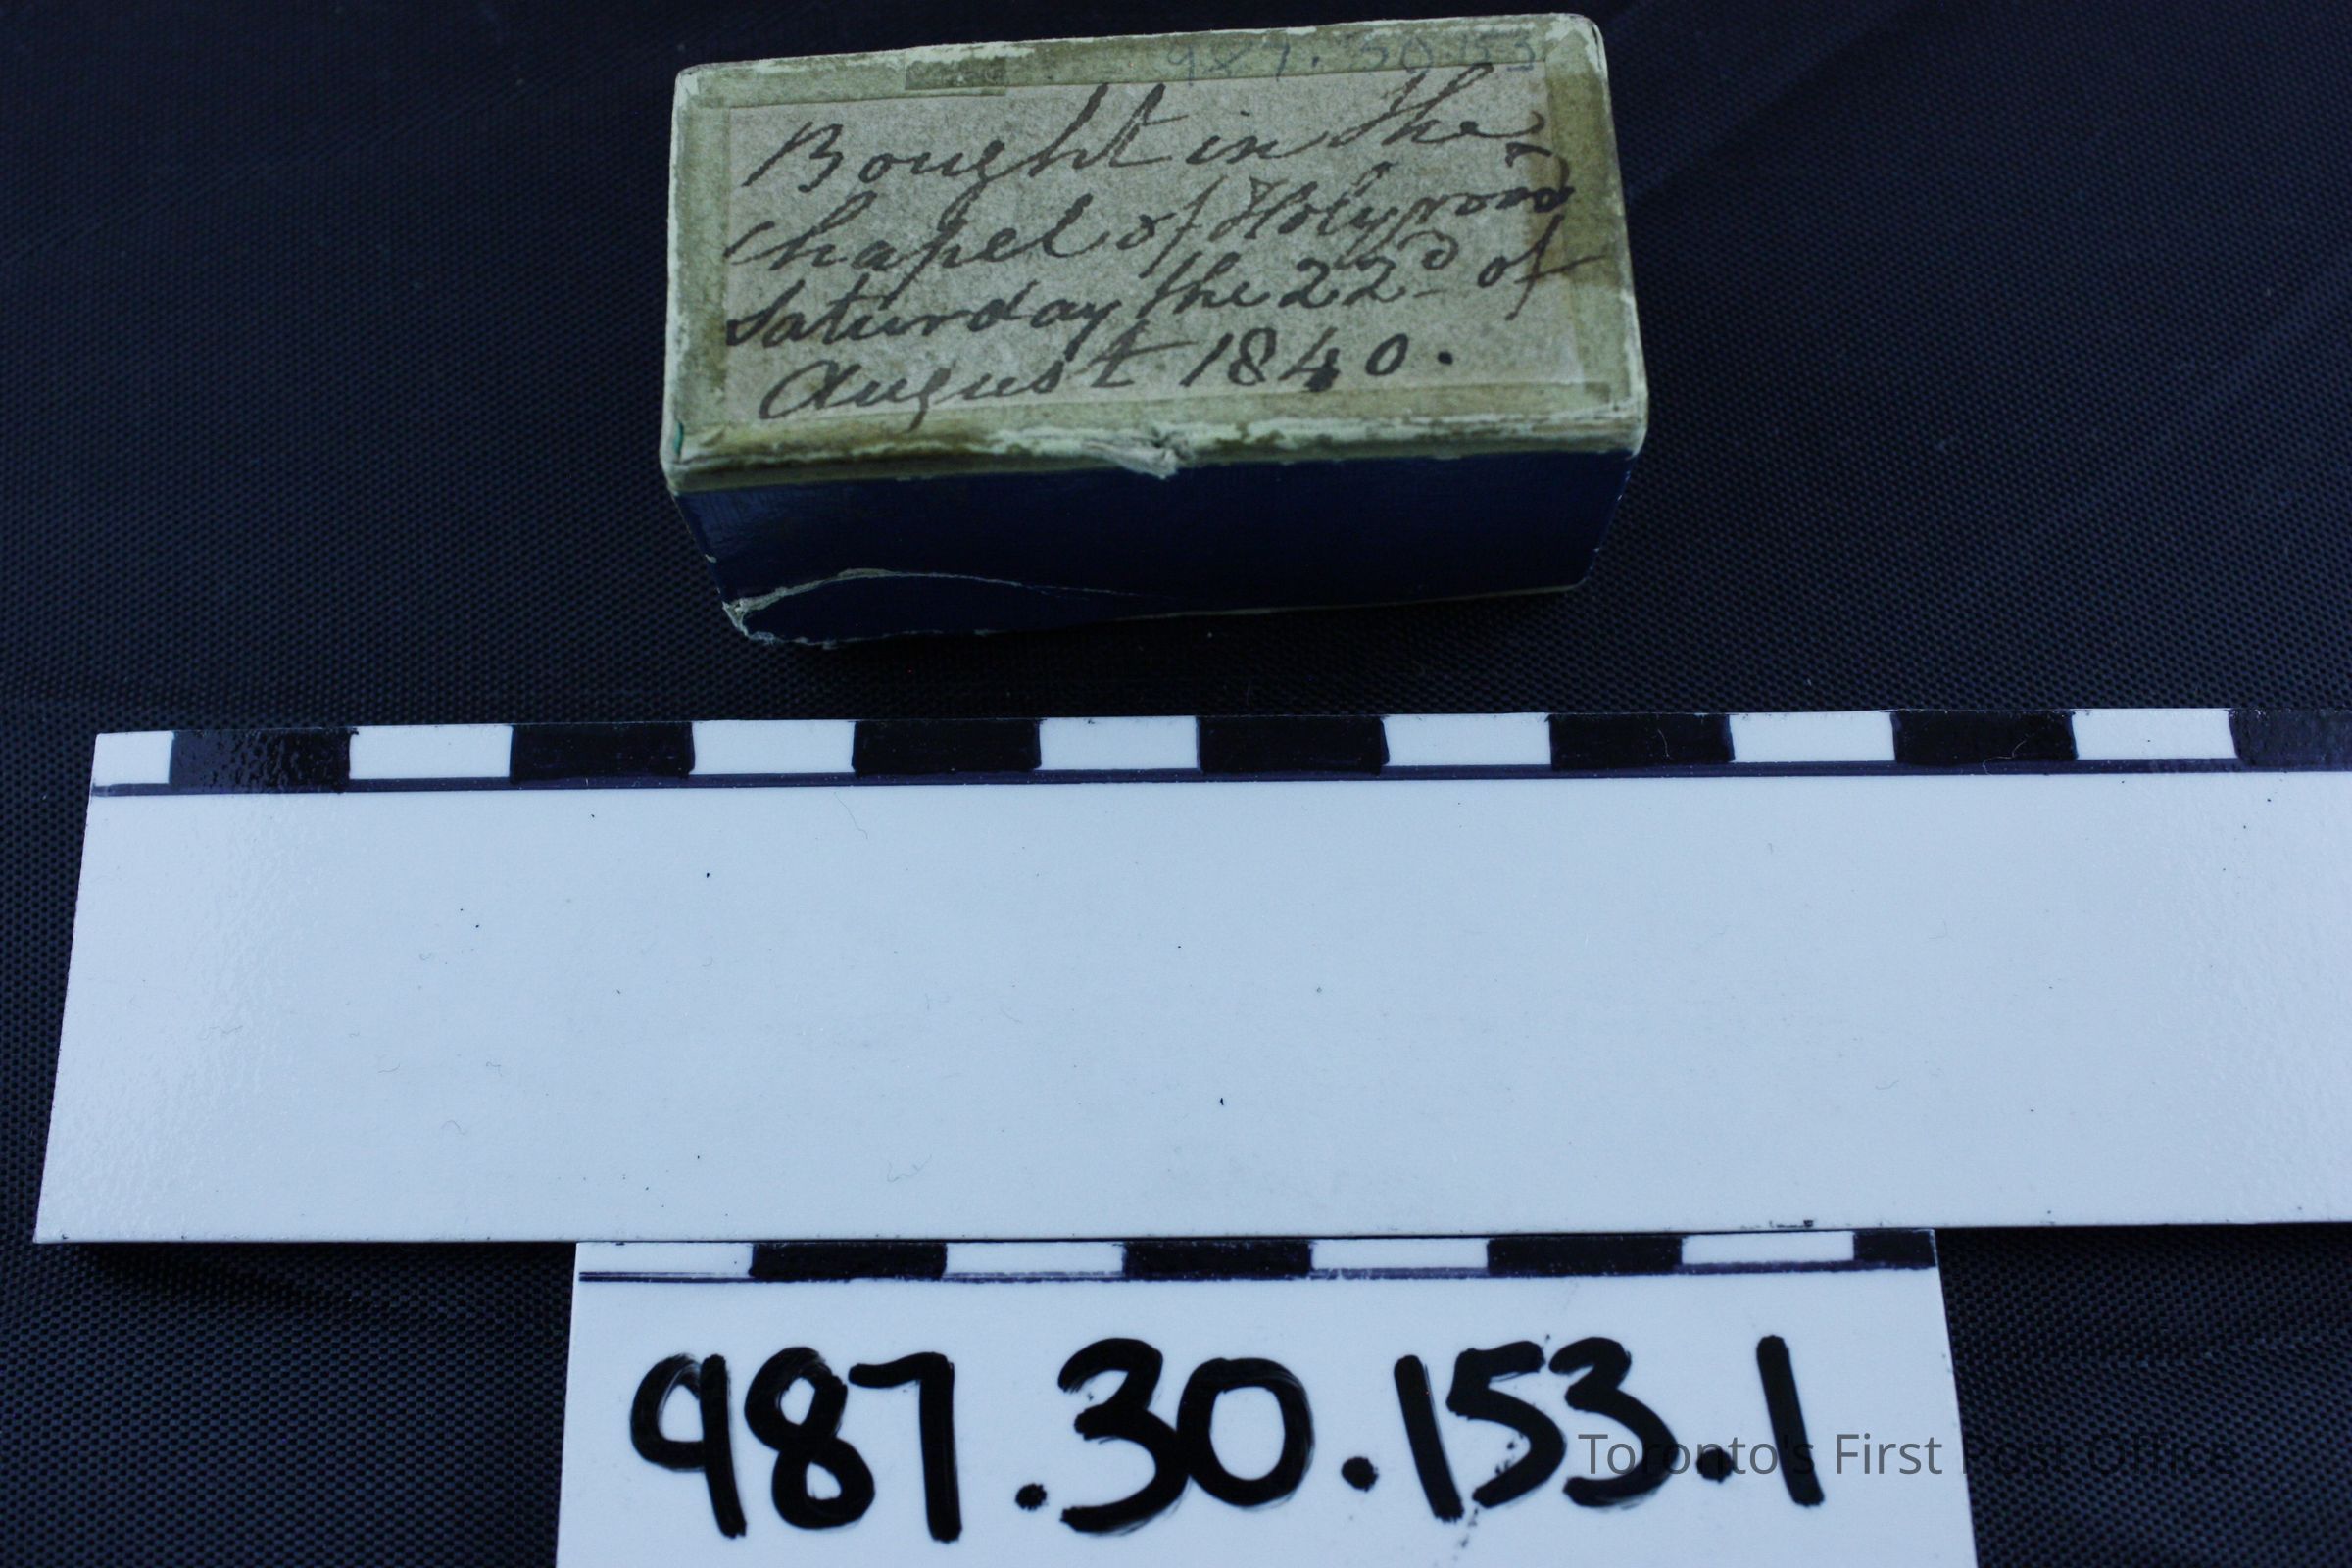 987.30.153
Bought in the
Chapel of Holyrood
Saturday the 22d of
August 1840.
987.30.153.1
Toronto's First Post Office